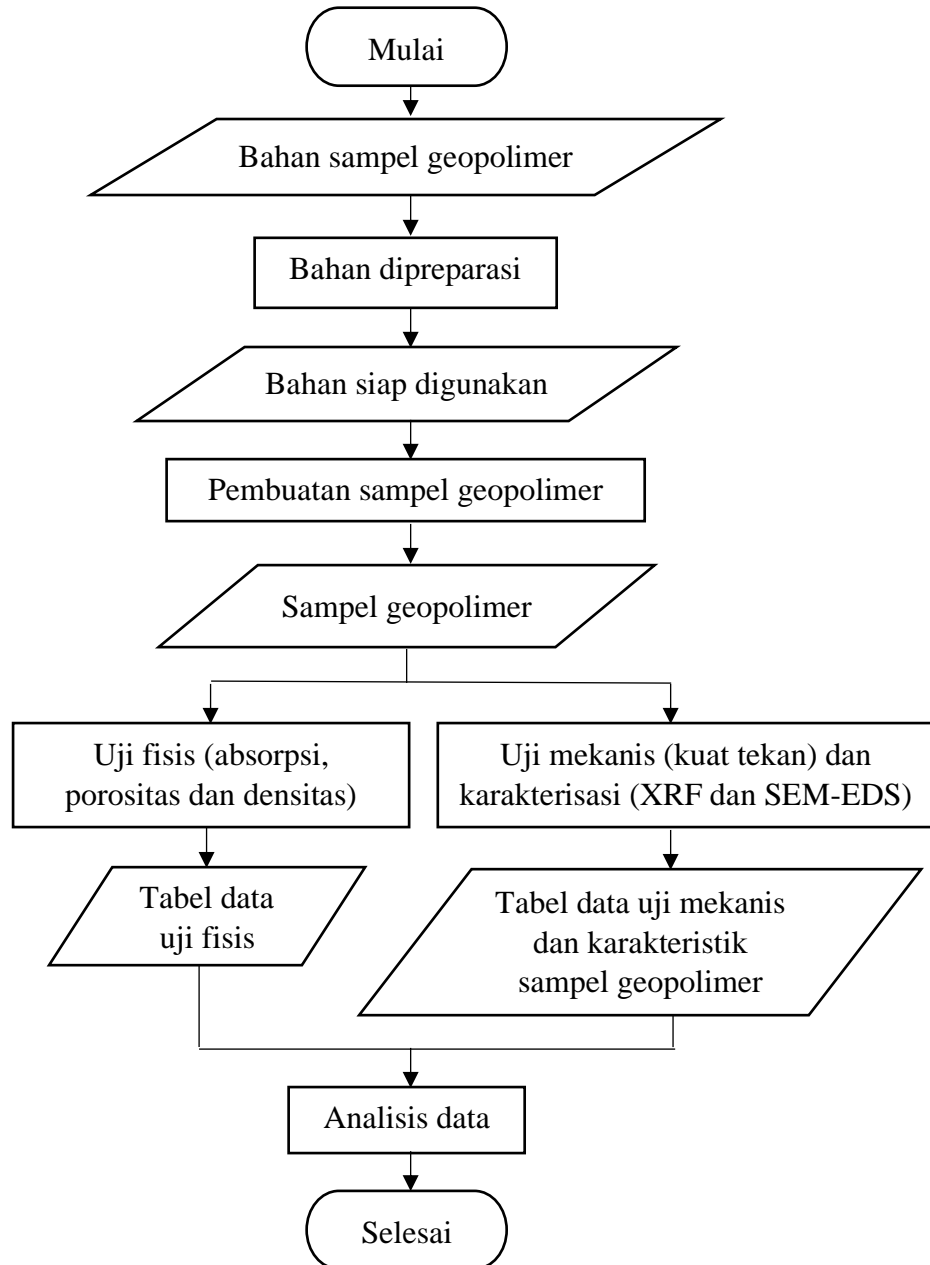 Mulai
Bahan sampel geopolimer
Bahan dipreparasi
Bahan siap digunakan
Pembuatan sampel geopolimer
Sampel geopolimer
Uji fisis (absorpsi,
porositas dan densitas)
Uji mekanis (kuat tekan) dan
karakterisasi (XRF dan SEM-EDS)
Tabel data
uji fisis
Tabel data uji mekanis
dan karakteristik
sampel geopolimer
Analisis data
Selesai